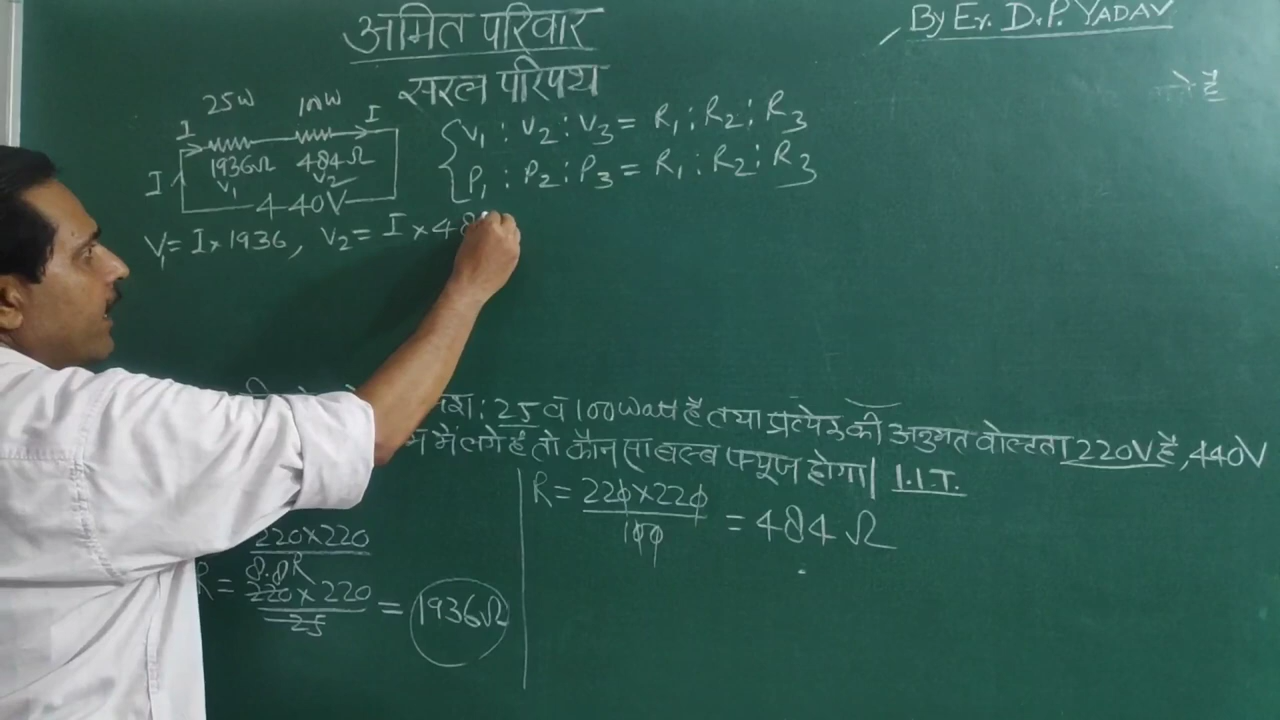 अमित परिवार
By Er. D.P. YADAV
सरल परिपथ
25W 100W
I I
1936Ω 484Ω
I V₁ V₂
440V
V₁ : V₂ : V₃ = R₁ : R₂ : R₃
P₁ : P₂ : P₃ = R₁ : R₂ : R₃
V₁ = I × 1936 , V₂ = I × 48
25 व 100 Watt है तथा प्रत्येक की अनुमत वोल्टता 220V है, 440V
में लगे हैं तो कौन सा बल्ब फ्यूज होगा| I.I.T.
220×220
R = 220 × 220 / 25 = 1936Ω
R = 220×220 / 100 = 484 Ω